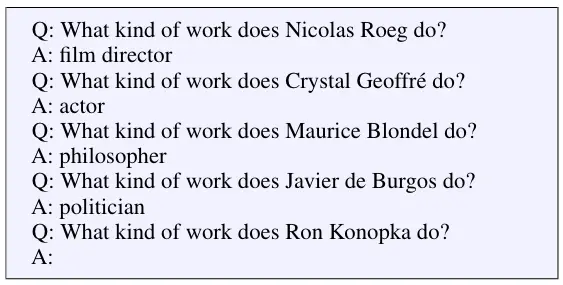 Q: What kind of work does Nicolas Roeg do?
A: film director
Q: What kind of work does Crystal Geoffré do?
A: actor
Q: What kind of work does Maurice Blondel do?
A: philosopher
Q: What kind of work does Javier de Burgos do?
A: politician
Q: What kind of work does Ron Konopka do?
A: